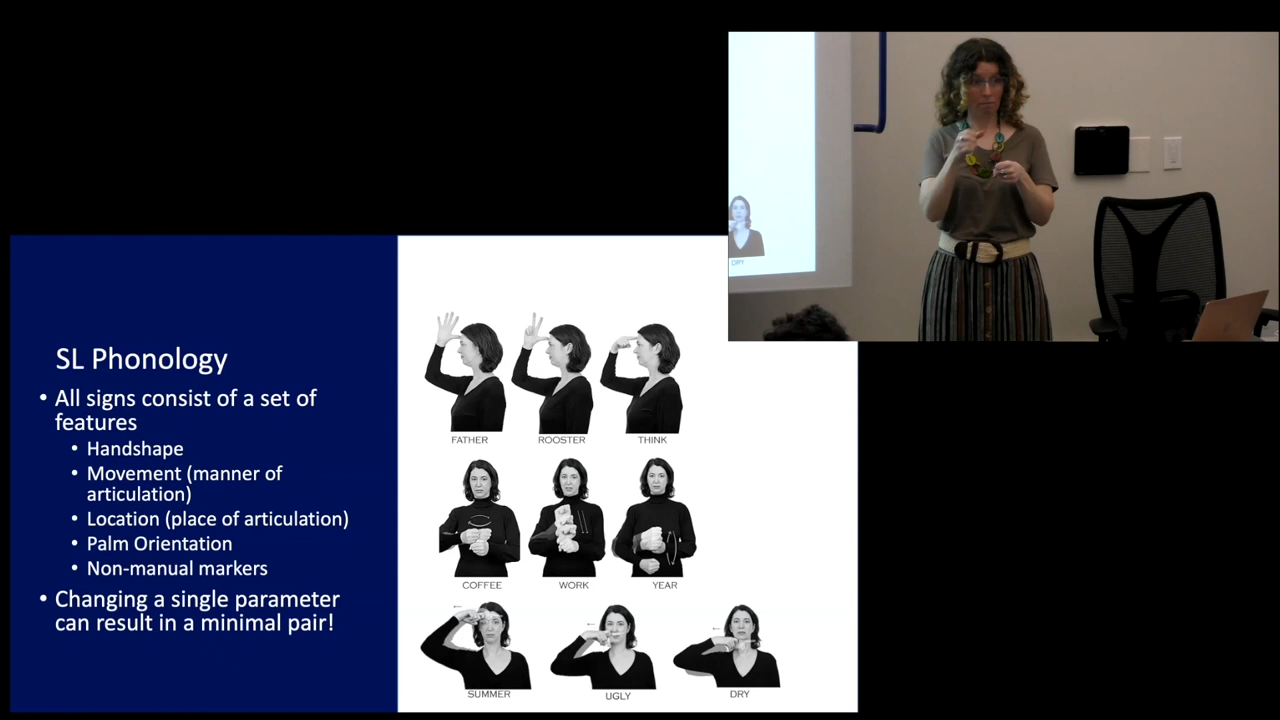 SL Phonology
• All signs consist of a set of
features
• Handshape
• Movement (manner of
articulation)
• Location (place of articulation)
• Palm Orientation
• Non-manual markers
• Changing a single parameter
can result in a minimal pair!
FATHER ROOSTER THINK
COFFEE WORK YEAR
SUMMER UGLY DRY
DRY